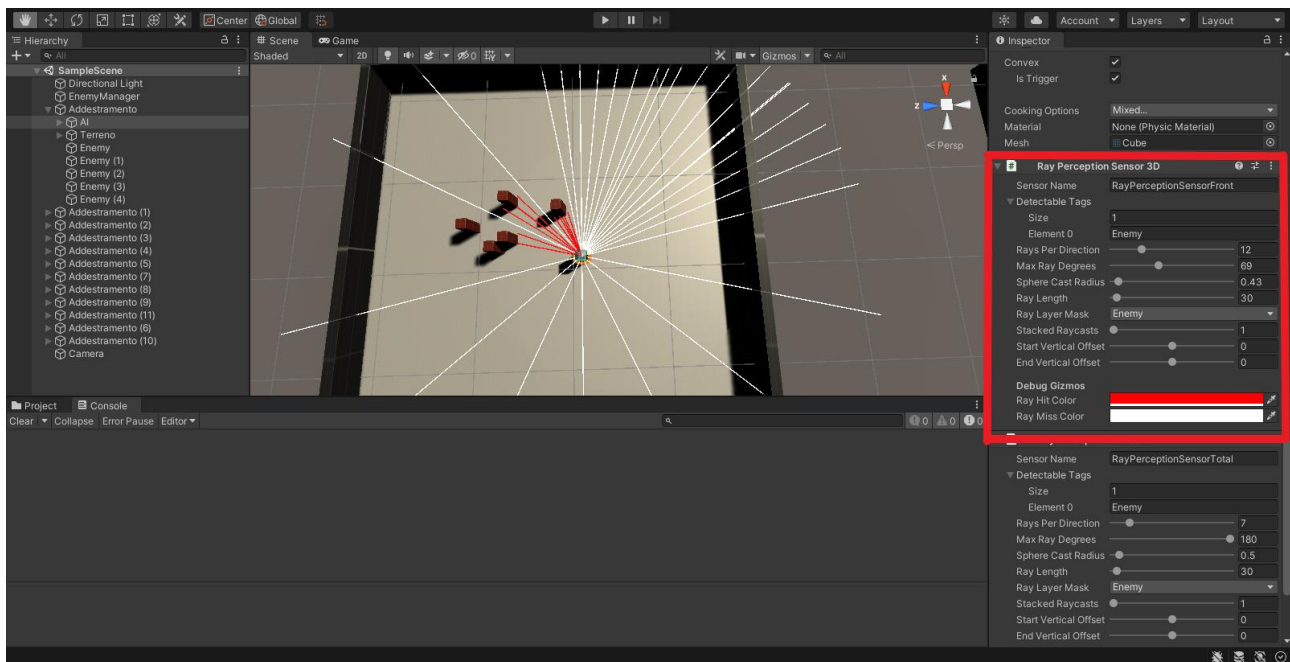 Center Global Account Layers Layout
Hierarchy
All
SampleScene
Directional Light
EnemyManager
Addestramento
AI
Terreno
Enemy
Enemy (1)
Enemy (2)
Enemy (3)
Enemy (4)
Addestramento (1)
Addestramento (2)
Addestramento (3)
Addestramento (4)
Addestramento (5)
Addestramento (7)
Addestramento (8)
Addestramento (9)
Addestramento (11)
Addestramento (6)
Addestramento (10)
Camera
# Scene Game
Shaded 2D 0 Gizmos All
x
z
Persp
Project Console
Clear Collapse Error Pause Editor 0 0 0
Inspector
Convex
Is Trigger
Cooking Options Mixed...
Material None (Physic Material)
Mesh Cube
# Ray Perception Sensor 3D
Sensor Name RayPerceptionSensorFront
Detectable Tags
Size 1
Element 0 Enemy
Rays Per Direction 12
Max Ray Degrees 69
Sphere Cast Radius 0.43
Ray Length 30
Ray Layer Mask Enemy
Stacked Raycasts 1
Start Vertical Offset 0
End Vertical Offset 0
Debug Gizmos
Ray Hit Color
Ray Miss Color
Sensor Name RayPerceptionSensorTotal
Detectable Tags
Size 1
Element 0 Enemy
Rays Per Direction 7
Max Ray Degrees 180
Sphere Cast Radius 0.5
Ray Length 30
Ray Layer Mask Enemy
Stacked Raycasts 1
Start Vertical Offset 0
End Vertical Offset 0